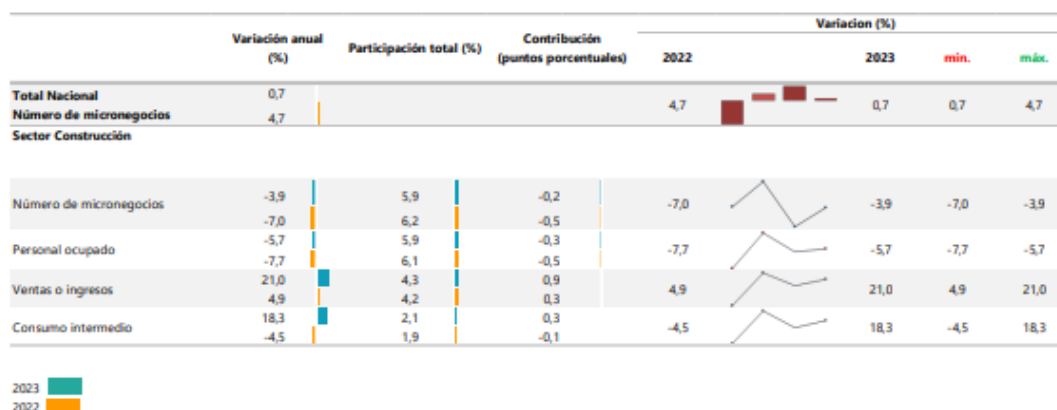 Variacion (%)
Variación anual (%) Participación total (%) Contribución (puntos porcentuales) 2022 2023 min. máx.
Total Nacional 0,7
Número de micronegocios 4,7 4,7 0,7 0,7 4,7
Sector Construcción
Número de micronegocios -3,9 5,9 -0,2 -7,0 -3,9 -7,0 -3,9
-7,0 6,2 -0,5
Personal ocupado -5,7 5,9 -0,3 -7,7 -5,7 -7,7 -5,7
-7,7 6,1 -0,5
Ventas o ingresos 21,0 4,3 0,9 4,9 21,0 4,9 21,0
4,9 4,2 0,3
Consumo intermedio 18,3 2,1 0,3 -4,5 18,3 -4,5 18,3
-4,5 1,9 -0,1
2023
2022